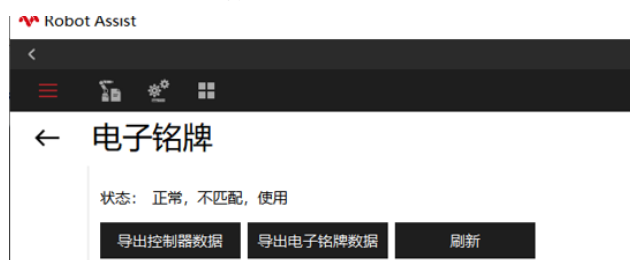 Robot Assist
电子铭牌
状态： 正常，不匹配，使用
导出控制器数据 导出电子铭牌数据 刷新